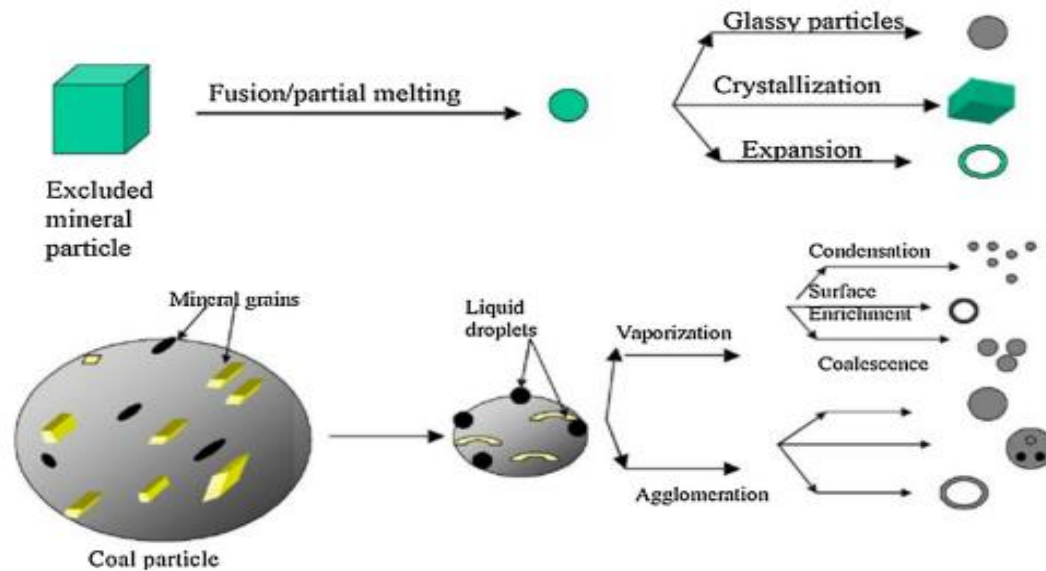 Glassy particles
Fusion/partial melting
Crystallization
Expansion
Excluded
mineral
particle
Mineral grains
Liquid
droplets
Vaporization
Condensation
Surface
Enrichment
Coalescence
Agglomeration
Coal particle